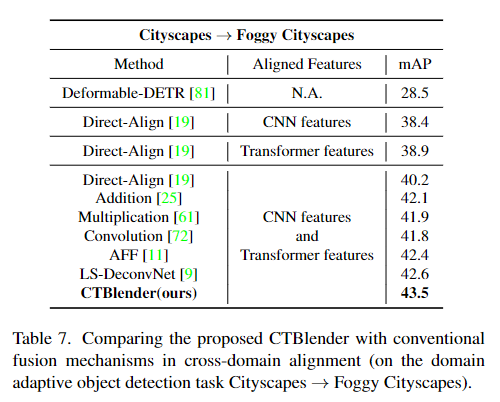 Cityscapes → Foggy Cityscapes
Method Aligned Features mAP
Deformable-DETR [81] N.A. 28.5
Direct-Align [19] CNN features 38.4
Direct-Align [19] Transformer features 38.9
Direct-Align [19] 40.2
Addition [25] 42.1
Multiplication [61] CNN features 41.9
Convolution [72] and 41.8
AFF [11] Transformer features 42.4
LS-DeconvNet [9] 42.6
CTBlender(ours) 43.5
Table 7. Comparing the proposed CTBlender with conventional
fusion mechanisms in cross-domain alignment (on the domain
adaptive object detection task Cityscapes → Foggy Cityscapes).